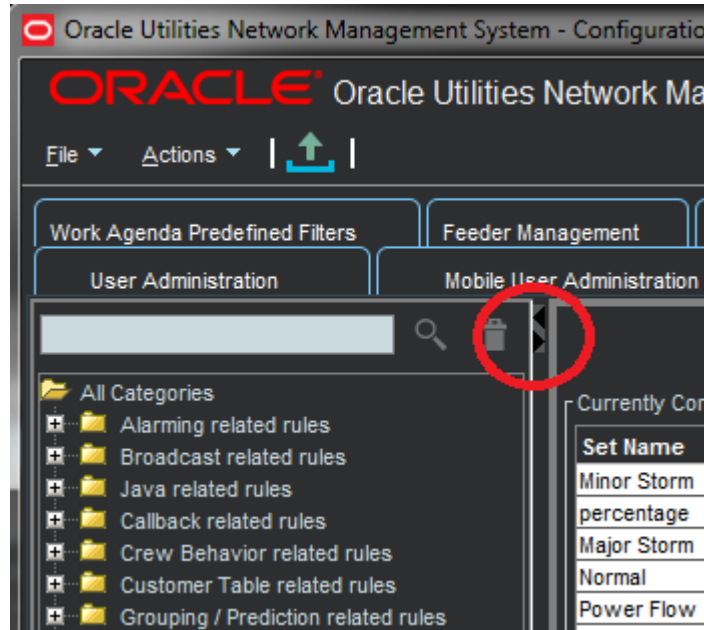 Oracle Utilities Network Management System - Configuratio
ORACLE Oracle Utilities Network Ma
File Actions
Work Agenda Predefined Filters Feeder Management
User Administration Mobile User Administration
All Categories
Alarming related rules
Broadcast related rules
Java related rules
Callback related rules
Crew Behavior related rules
Customer Table related rules
Grouping / Prediction related rules
Currently Con
Set Name
Minor Storm
percentage
Major Storm
Normal
Power Flow